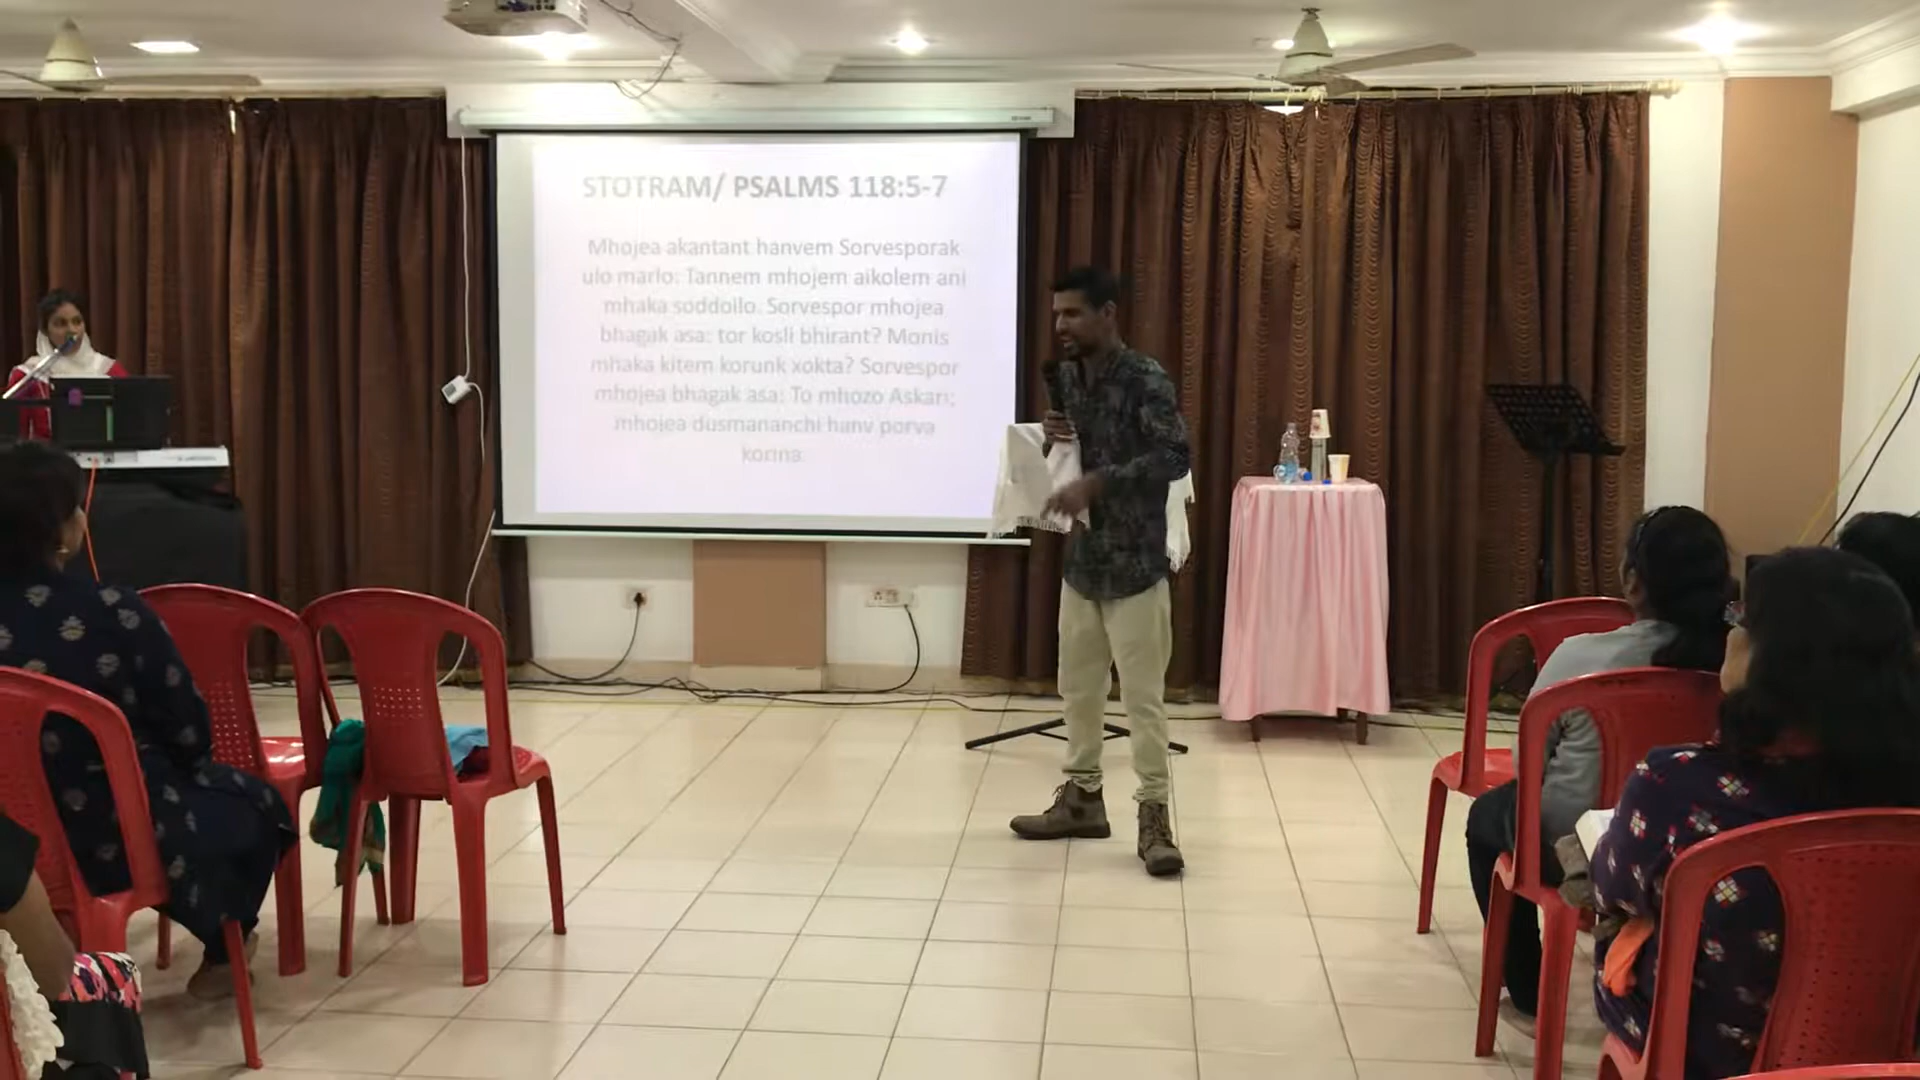 STOTRAM/ PSALMS 118:5-7
Mhojea akantant hanvem Sorvesporak
ulo marlo: Tannem mhojem aikolem ani
mhaka soddoilo. Sorvespor mhojea
bhagak asa: tor kosli bhirant? Monis
mhaka kitem korunk xokta? Sorvespor
mhojea bhagak asa: To mhozo Askari;
mhojea dusmananchi hanv porva
korina.